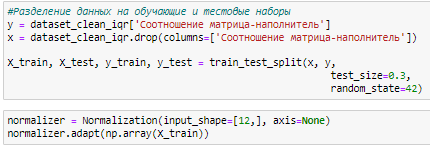 #Разделение данных на обучающие и тестовые наборы
y = dataset_clean_iqr['Соотношение матрица-наполнитель']
x = dataset_clean_iqr.drop(columns=['Соотношение матрица-наполнитель'])
X_train, X_test, y_train, y_test = train_test_split(x, y,
test_size=0.3,
random_state=42)
normalizer = Normalization(input_shape=[12,], axis=None)
normalizer.adapt(np.array(X_train))